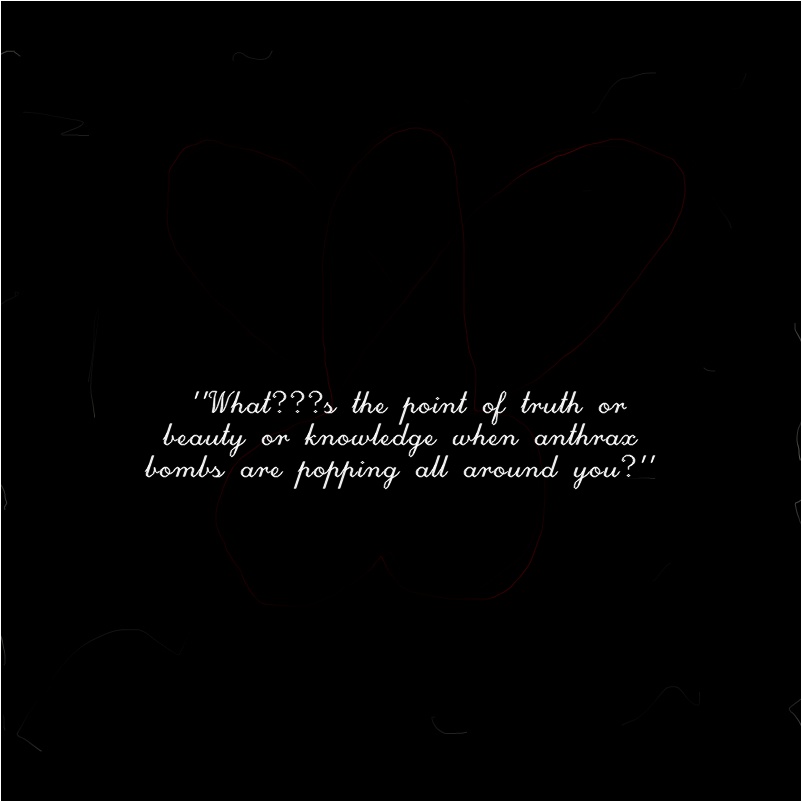 "What???s the point of truth or
beauty or knowledge when anthrax
bombs are popping all around you?"